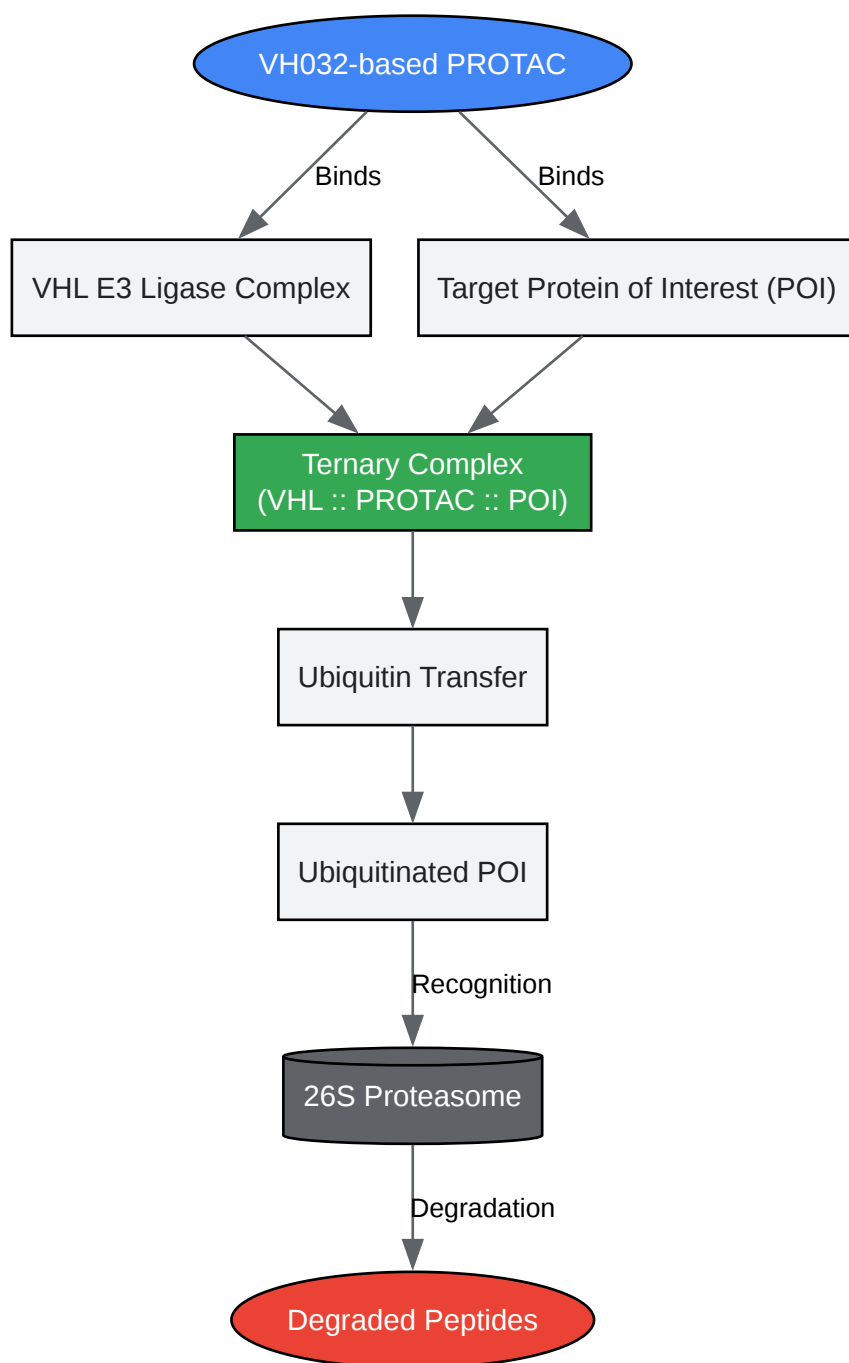 VH032-based PROTAC
Binds
Binds
VHL E3 Ligase Complex
Target Protein of Interest (POI)
Ternary Complex
(VHL :: PROTAC :: POI)
Ubiquitin Transfer
Ubiquitinated POI
Recognition
26S Proteasome
Degradation
Degraded Peptides